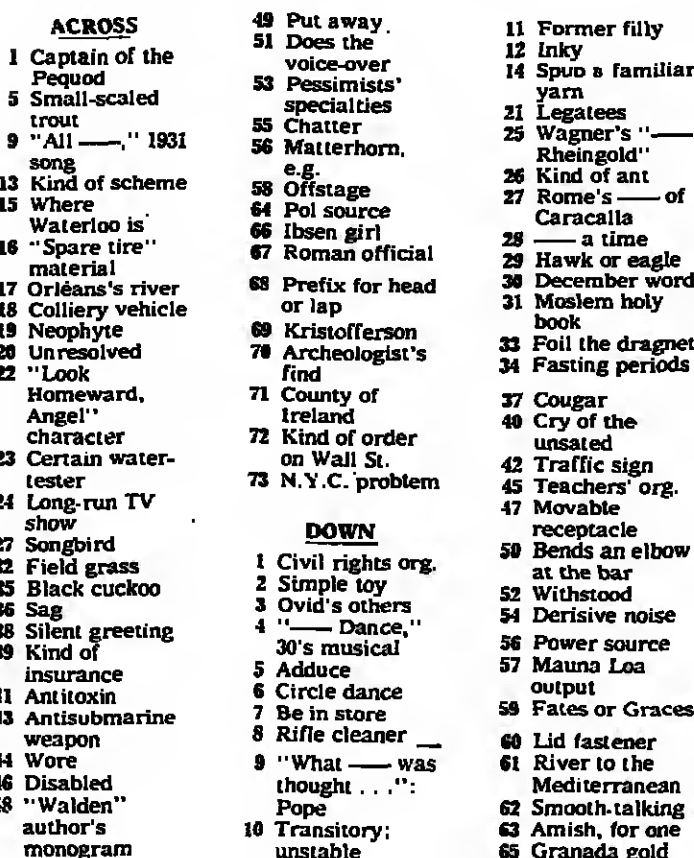 ACROSS
1 Captain of the
Pequod
5 Small-scaled
trout
9 "All ——," 1931
song
13 Kind of scheme
15 Where
Waterloo is
16 "Spare tire"
material
17 Orléans's river
18 Colliery vehicle
19 Neophyte
20 Unresolved
22 "Look
Homeward,
Angel"
character
23 Certain water-
tester
24 Long-run TV
show
27 Songbird
32 Field grass
35 Black cuckoo
36 Sag
38 Silent greeting
39 Kind of
insurance
41 Antitoxin
43 Antisubmarine
weapon
44 Wore
46 Disabled
48 "Walden"
author's
monogram
49 Put away
51 Does the
voice-over
53 Pessimists'
specialties
55 Chatter
56 Matterhorn,
e.g.
58 Offstage
64 Pol source
66 Ibsen girl
67 Roman official
68 Prefix for head
or lap
69 Kristofferson
70 Archeologist's
find
71 County of
Ireland
72 Kind of order
on Wall St.
73 N.Y.C. problem
DOWN
1 Civil rights org.
2 Simple toy
3 Ovid's others
4 "—— Dance,"
30's musical
5 Adduce
6 Circle dance
7 Be in store
8 Rifle cleaner
9 "What —— was
thought . . .":
Pope
10 Transitory;
unstable
11 Former filly
12 Inky
14 Spun a familiar
yarn
21 Legatees
25 Wagner's "——
Rheingold"
26 Kind of ant
27 Rome's —— of
Caracalla
28 —— a time
29 Hawk or eagle
30 December word
31 Moslem holy
book
33 Foil the dragnet
34 Fasting periods
37 Cougar
40 Cry of the
unsated
42 Traffic sign
45 Teachers' org.
47 Movable
receptacle
50 Bends an elbow
at the bar
52 Withstood
54 Derisive noise
56 Power source
57 Mauna Loa
output
59 Fates or Graces
60 Lid fastener
61 River to the
Mediterranean
62 Smooth-talking
63 Amish, for one
65 Granada gold